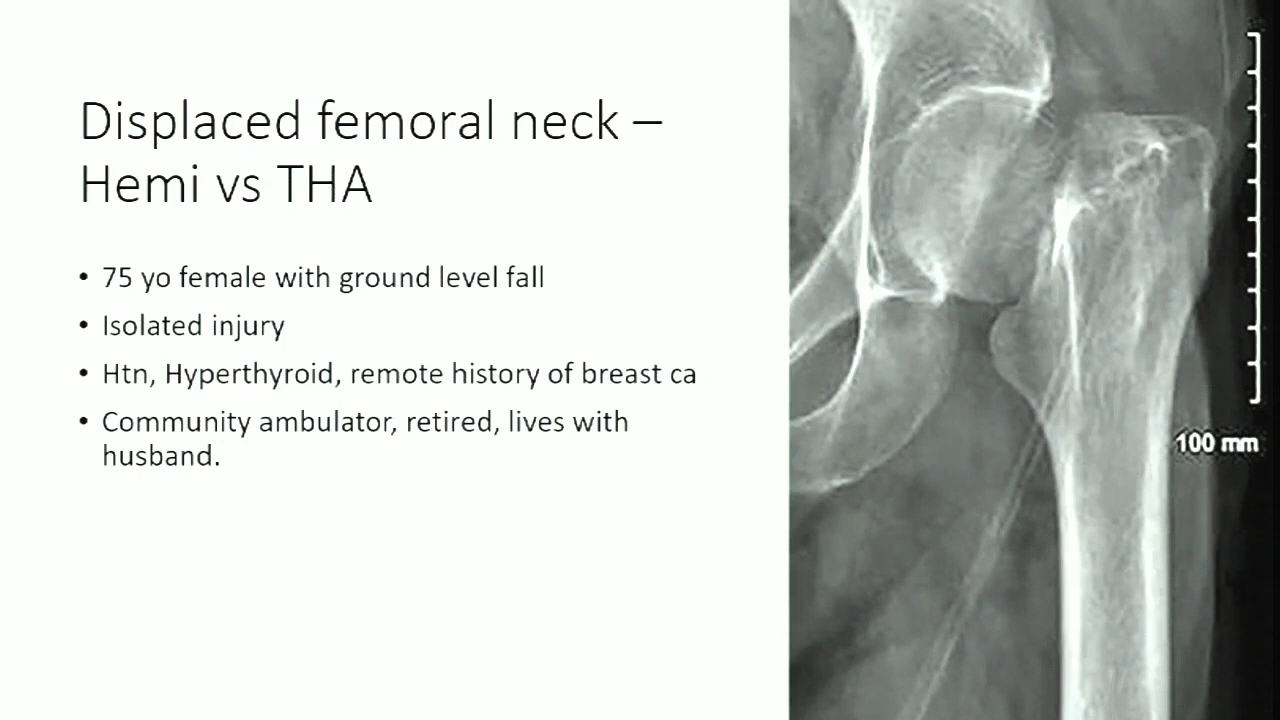 Displaced femoral neck –
Hemi vs THA
• 75 yo female with ground level fall
• Isolated injury
• Htn, Hyperthyroid, remote history of breast ca
• Community ambulator, retired, lives with
husband.
100 mm